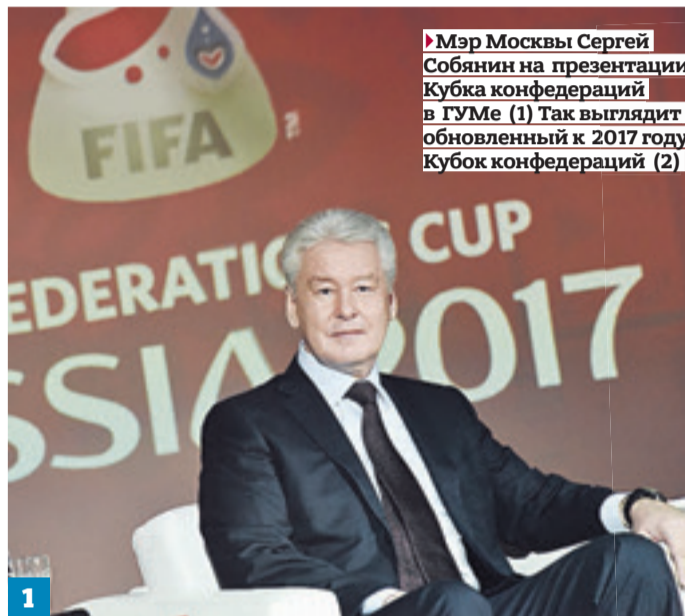 Мэр Москвы Сергей
Собянин на презентации
Кубка конфедераций
в ГУМе (1) Так выглядит
обновленный к 2017 году
Кубок конфедераций (2)
FIFA
EDERATIO CUP
SSIA 2017
1